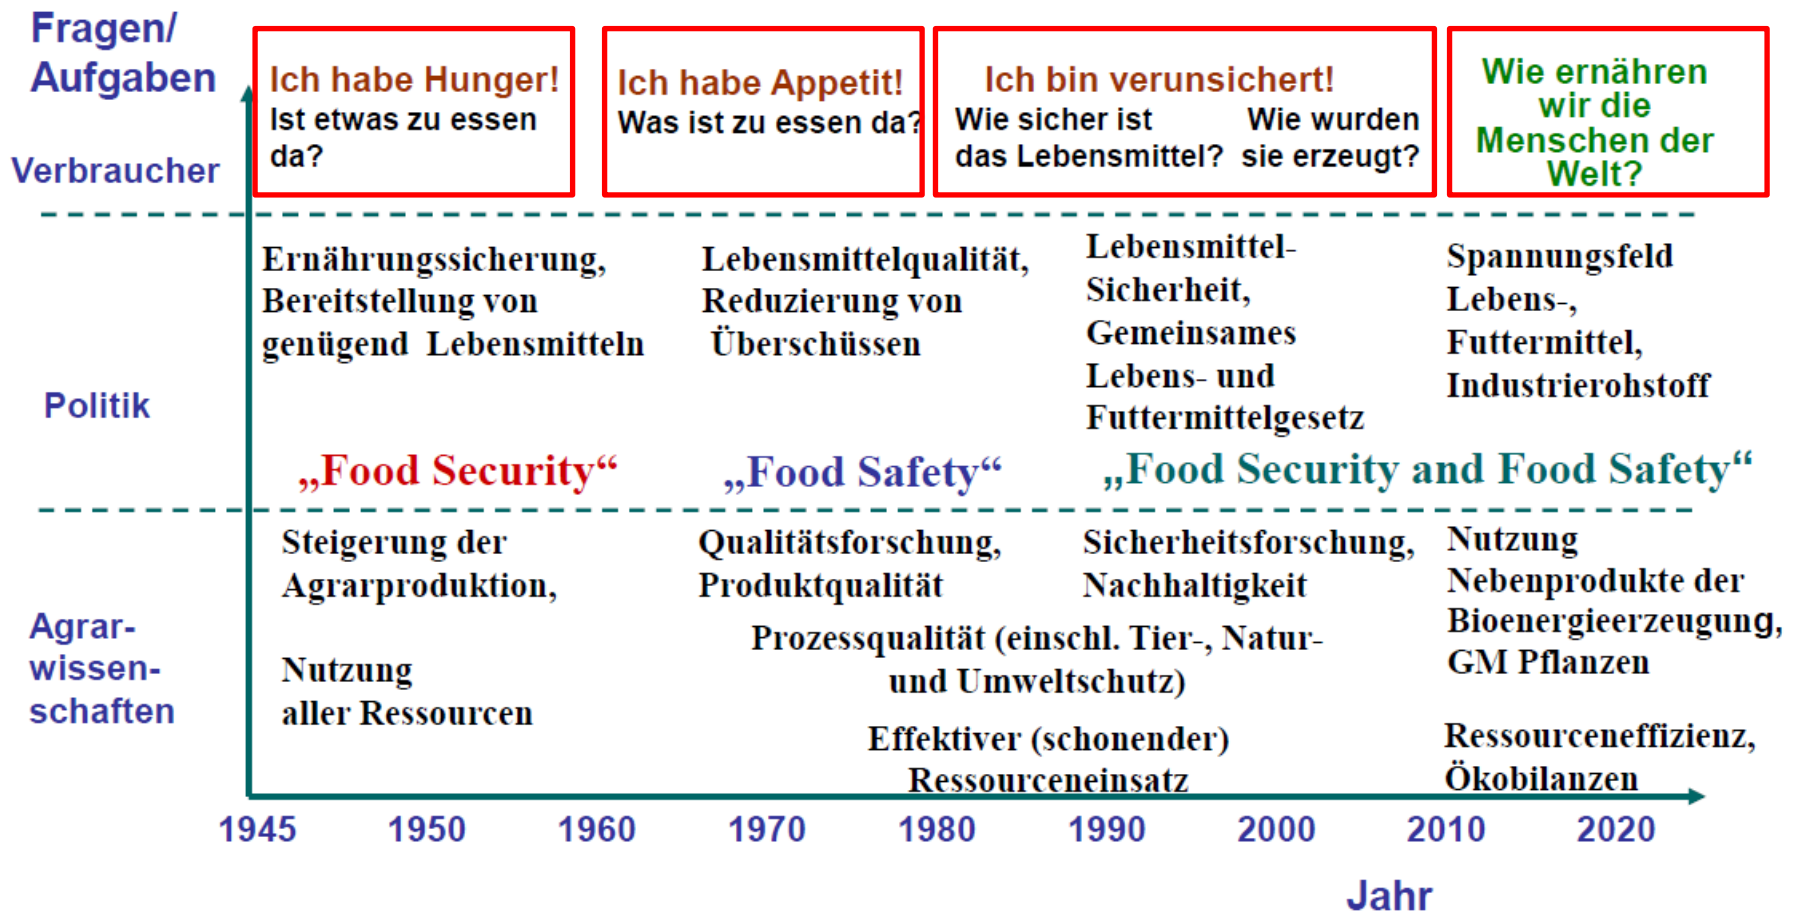 Fragen/
Aufgaben
Verbraucher
Ich habe Hunger!
Ist etwas zu essen
da?
Ich habe Appetit!
Was ist zu essen da?
Ich bin verunsichert!
Wie sicher ist
das Lebensmittel?
Wie wurden
sie erzeugt?
Wie ernähren
wir die
Menschen der
Welt?
Politik
Ernährungssicherung,
Bereitstellung von
genügend Lebensmitteln
Lebensmittelqualität,
Reduzierung von
Überschüssen
Lebensmittel-
Sicherheit,
Gemeinsames
Lebens- und
Futtermittelgesetz
Spannungsfeld
Lebens-,
Futtermittel,
Industrierohstoff
„Food Security“
„Food Safety“
„Food Security and Food Safety“
Agrar-
wissen-
schaften
Steigerung der
Agrarproduktion,
Nutzung
aller Ressourcen
Qualitätsforschung,
Produktqualität
Sicherheitsforschung,
Nachhaltigkeit
Prozessqualität (einschl. Tier-, Natur-
und Umweltschutz)
Effektiver (schonender)
Ressourceneinsatz
Nutzung
Nebenprodukte der
Bioenergieerzeugung,
GM Pflanzen
Ressourceneffizienz,
Ökobilanzen
1945 1950 1960 1970 1980 1990 2000 2010 2020
Jahr